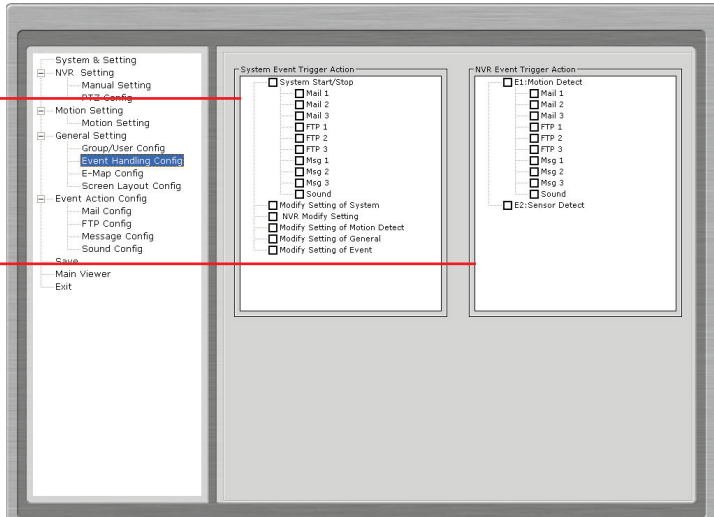 System & Setting
NVR Setting
Manual Setting
PTZ Config
Motion Setting
Motion Setting
General Setting
Group/User Config
Event Handling Config
E-Map Config
Screen Layout Config
Event Action Config
Mail Config
FTP Config
Message Config
Sound Config
Save
Main Viewer
Exit
System Event Trigger Action
System Start/Stop
Mail 1
Mail 2
Mail 3
FTP 1
FTP 2
FTP 3
Msg 1
Msg 2
Msg 3
Sound
Modify Setting of System
NVR Modify Setting
Modify Setting of Motion Detect
Modify Setting of General
Modify Setting of Event
NVR Event Trigger Action
E1:Motion Detect
Mail 1
Mail 2
Mail 3
FTP 1
FTP 2
FTP 3
Msg 1
Msg 2
Msg 3
Sound
E2:Sensor Detect